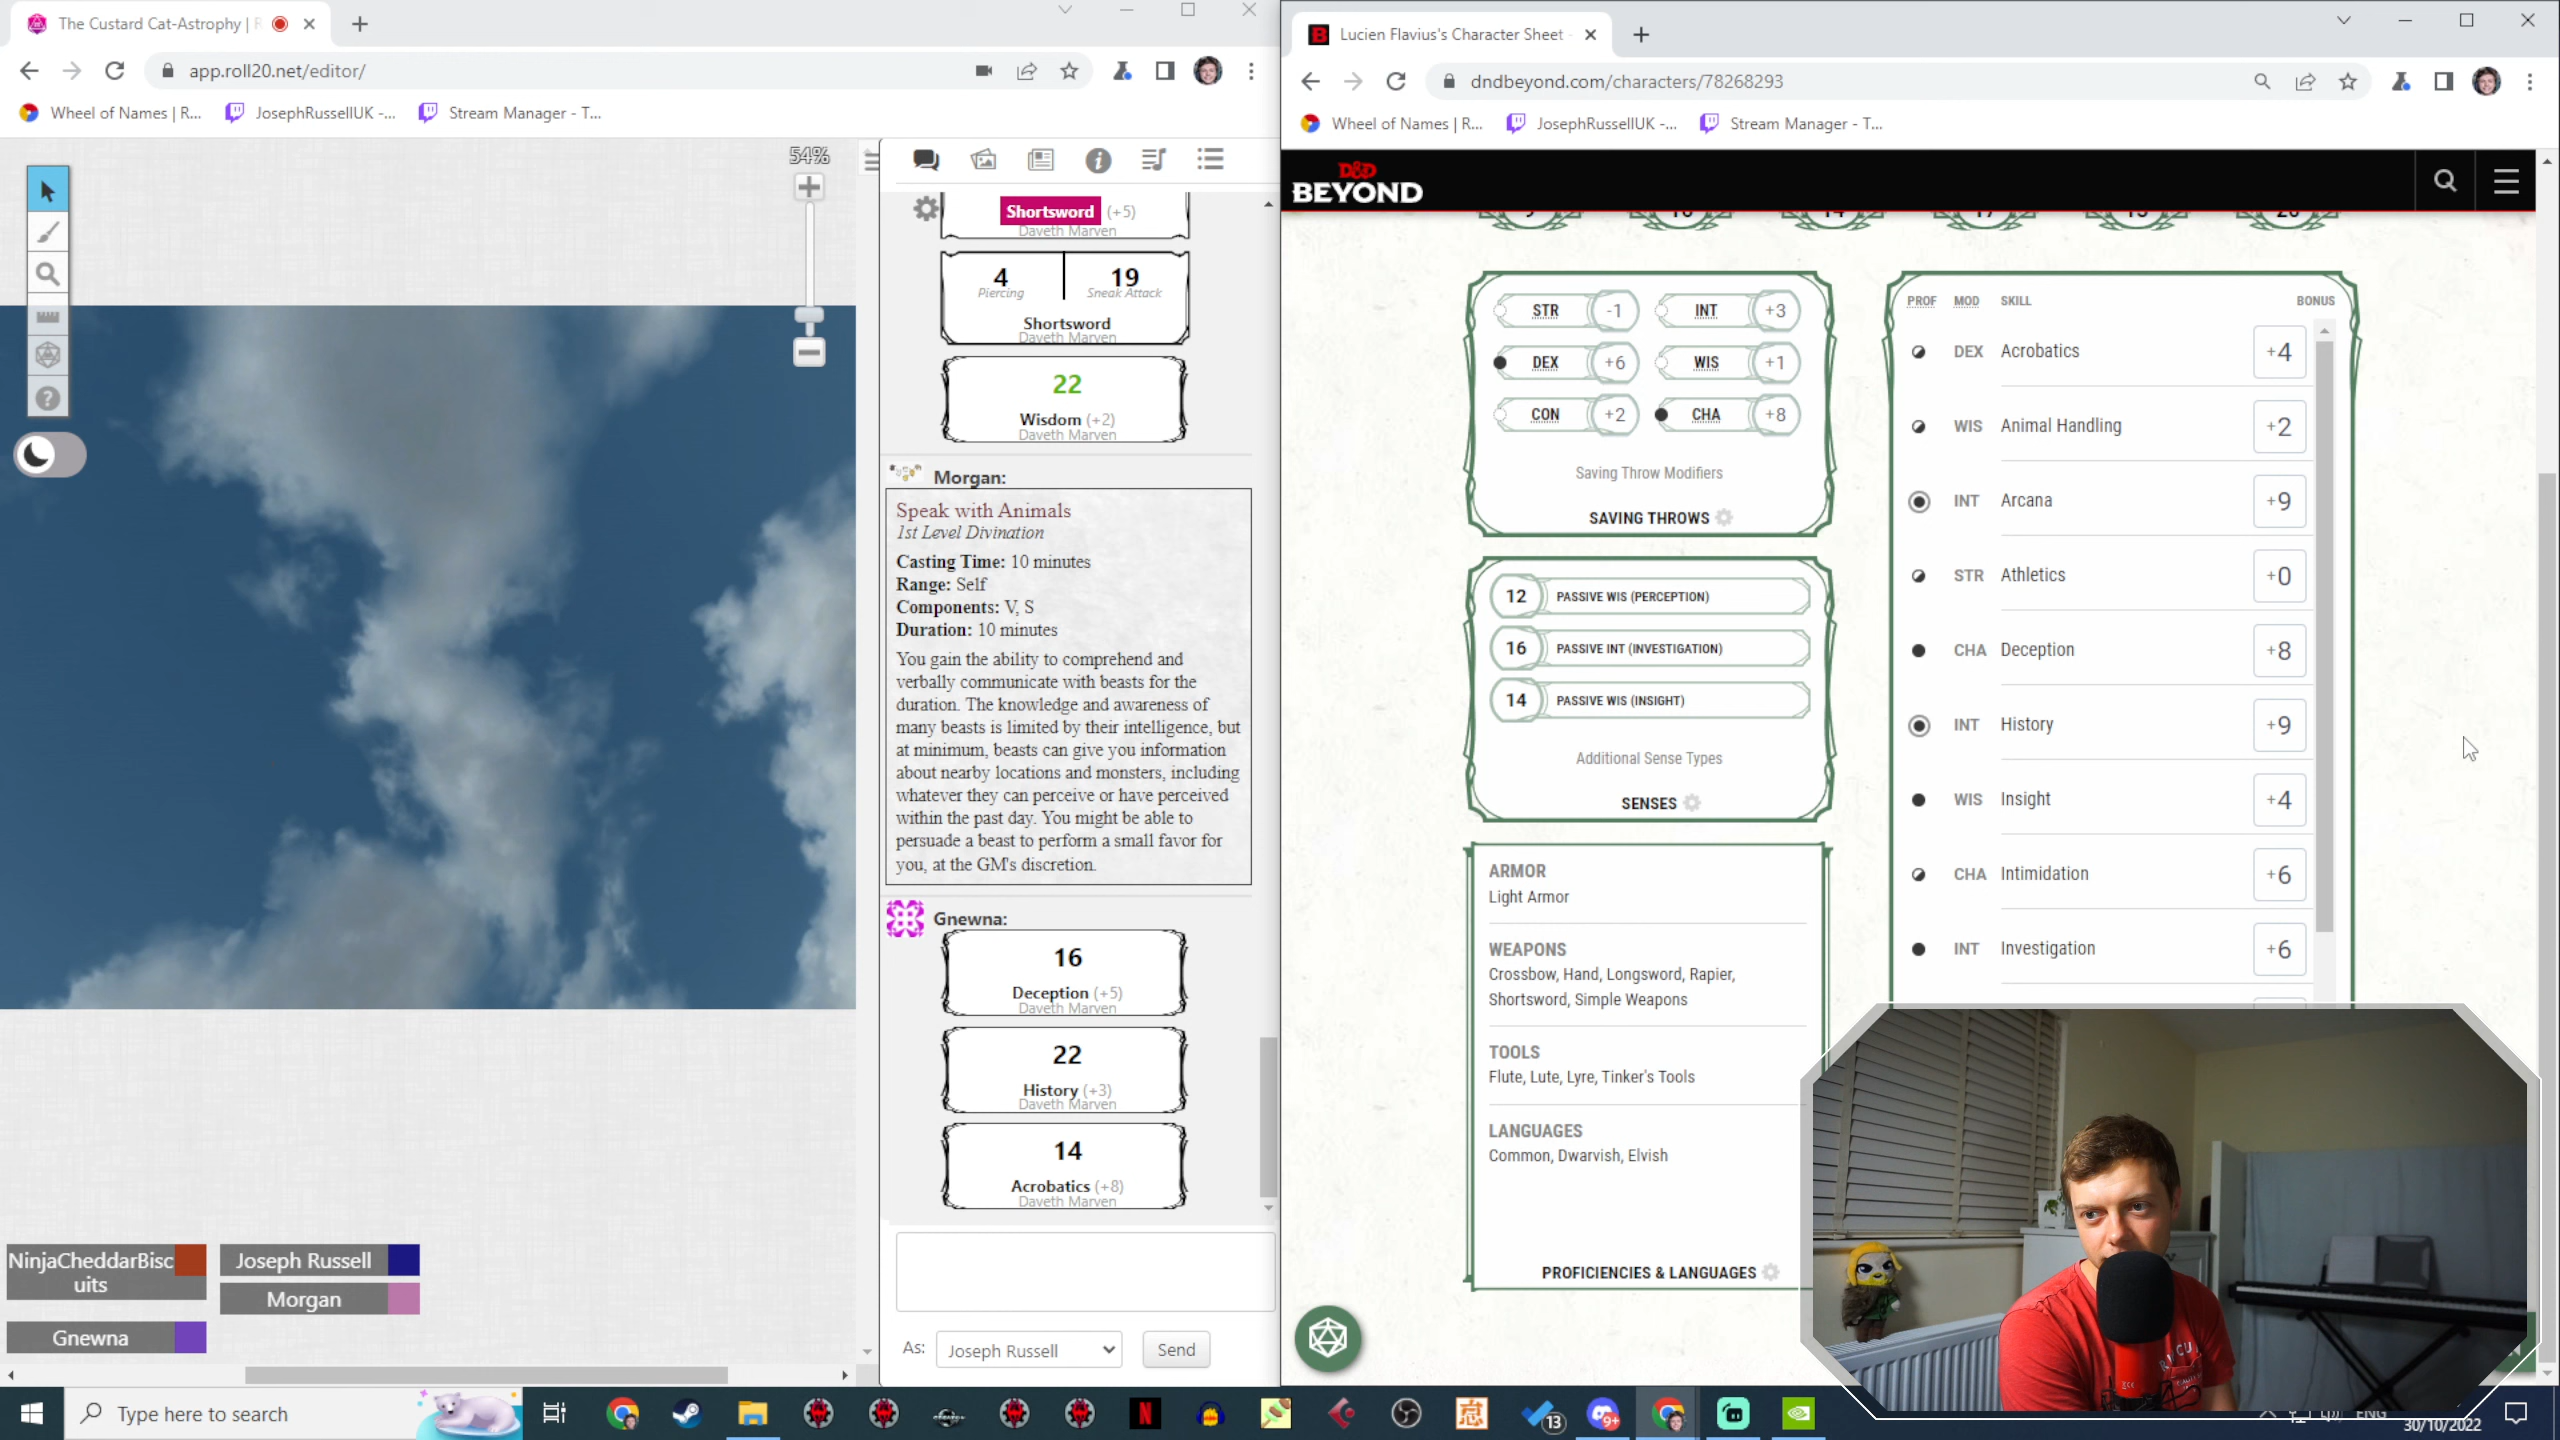 The Custard Cat-Astrophy | R
app.roll20.net/editor/
Wheel of Names | R...
JosephRussellUK -...
Stream Manager - T...
54%
Shortsword (+5)
Daveth Marven
4
19
Piercing
Sneak Attack
Shortsword
Daveth Marven
22
Wisdom (+2)
Daveth Marven
Morgan:
Speak with Animals
1st Level Divination
Casting Time: 10 minutes
Range: Self
Components: V, S
Duration: 10 minutes
You gain the ability to comprehend and
verbally communicate with beasts for the
duration. The knowledge and awareness of
many beasts is limited by their intelligence, but
at minimum, beasts can give you information
about nearby locations and monsters, including
whatever they can perceive or have perceived
within the past day. You might be able to
persuade a beast to perform a small favor for
you, at the GM's discretion.
Gnewna:
16
Deception (+5)
Daveth Marven
22
History (+3)
Daveth Marven
14
Acrobatics (+8)
Daveth Marven
As:
Joseph Russell
Send
NinjaCheddarBisc
uits
Joseph Russell
Morgan
Gnewna
Lucien Flavius's Character Sheet -
dndbeyond.com/characters/78268293
Wheel of Names | R...
JosephRussellUK -...
Stream Manager - T...
D&D
BEYOND
STR -1
INT +3
DEX +6
WIS +1
CON +2
CHA +8
Saving Throw Modifiers
SAVING THROWS
12 PASSIVE WIS (PERCEPTION)
16 PASSIVE INT (INVESTIGATION)
14 PASSIVE WIS (INSIGHT)
Additional Sense Types
SENSES
ARMOR
Light Armor
WEAPONS
Crossbow, Hand, Longsword, Rapier,
Shortsword, Simple Weapons
TOOLS
Flute, Lute, Lyre, Tinker's Tools
LANGUAGES
Common, Dwarvish, Elvish
PROFICIENCIES & LANGUAGES
PROF MOD SKILL BONUS
DEX Acrobatics +4
WIS Animal Handling +2
INT Arcana +9
STR Athletics +0
CHA Deception +8
INT History +9
WIS Insight +4
CHA Intimidation +6
INT Investigation +6
Type here to search
13
9+
ENG
30/10/2022